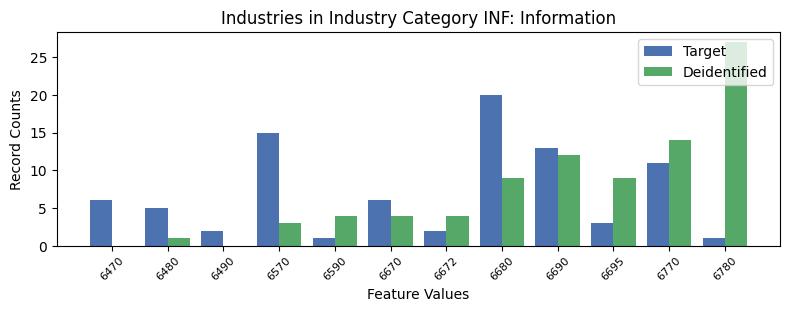 Industries in Industry Category INF: Information
Target
Deidentified
Record Counts
25
20
15
10
5
0
6470 6480 6490 6570 6590 6670 6672 6680 6690 6695 6770 6780
Feature Values